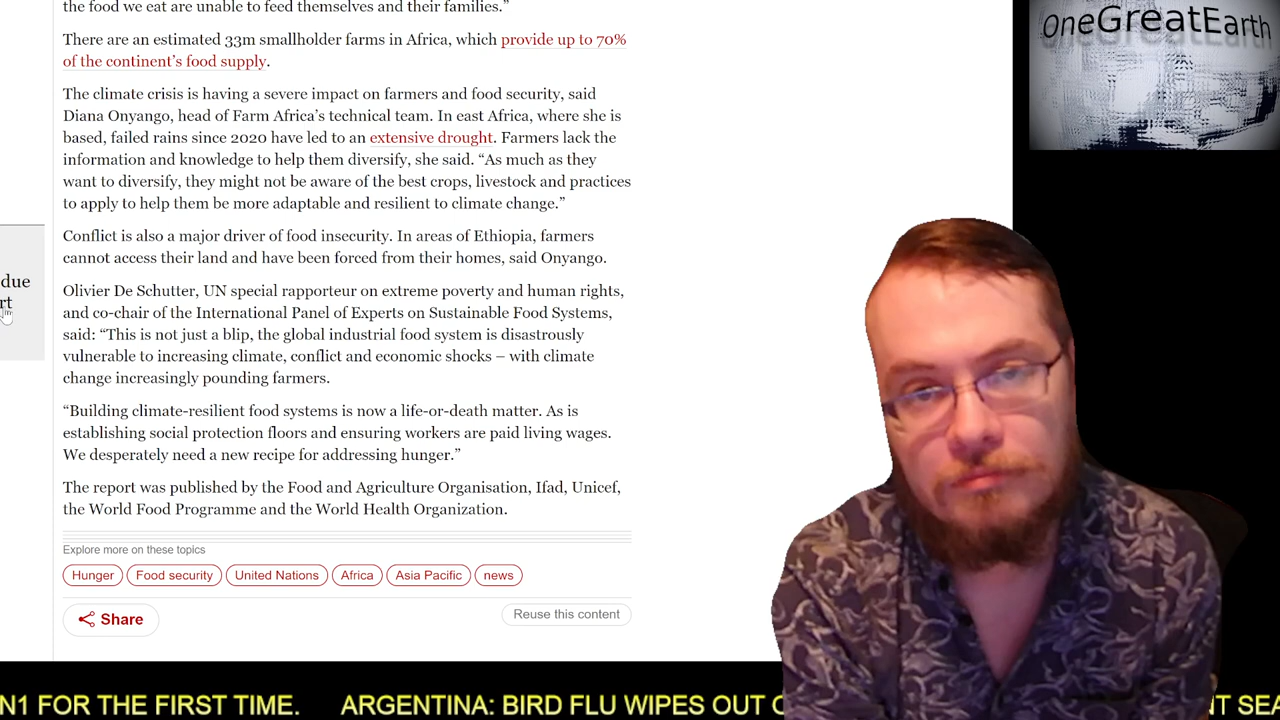 the food we eat are unable to feed themselves and their families.”
There are an estimated 33m smallholder farms in Africa, which provide up to 70%
of the continent’s food supply.
The climate crisis is having a severe impact on farmers and food security, said
Diana Onyango, head of Farm Africa’s technical team. In east Africa, where she is
based, failed rains since 2020 have led to an extensive drought. Farmers lack the
information and knowledge to help them diversify, she said. “As much as they
want to diversify, they might not be aware of the best crops, livestock and practices
to apply to help them be more adaptable and resilient to climate change.”
Conflict is also a major driver of food insecurity. In areas of Ethiopia, farmers
cannot access their land and have been forced from their homes, said Onyango.
Olivier De Schutter, UN special rapporteur on extreme poverty and human rights,
and co-chair of the International Panel of Experts on Sustainable Food Systems,
said: “This is not just a blip, the global industrial food system is disastrously
vulnerable to increasing climate, conflict and economic shocks – with climate
change increasingly pounding farmers.
“Building climate-resilient food systems is now a life-or-death matter. As is
establishing social protection floors and ensuring workers are paid living wages.
We desperately need a new recipe for addressing hunger.”
The report was published by the Food and Agriculture Organisation, Ifad, Unicef,
the World Food Programme and the World Health Organization.
Explore more on these topics
Hunger Food security United Nations Africa Asia Pacific news
Share Reuse this content
due
rt
OneGreatEarth
N1 FOR THE FIRST TIME. ARGENTINA: BIRD FLU WIPES OUT